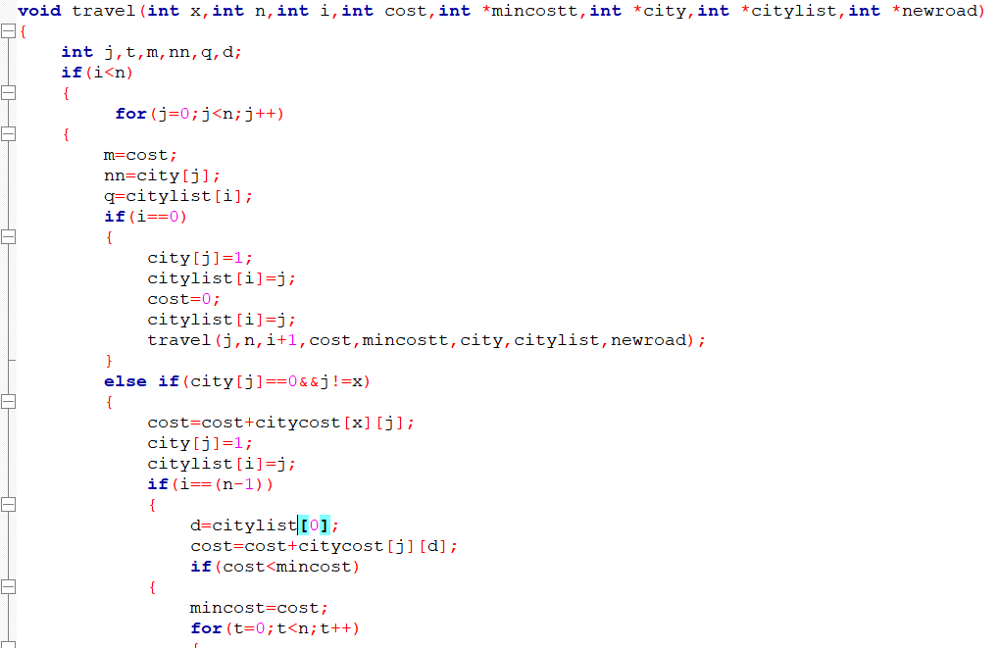 void travel(int x,int n,int i,int cost,int *mincostt,int *city,int *citylist,int *newroad)
{
int j,t,m,nn,q,d;
if(i<n)
{
for(j=0;j<n;j++)
{
m=cost;
nn=city[j];
q=citylist[i];
if(i==0)
{
city[j]=1;
citylist[i]=j;
cost=0;
citylist[i]=j;
travel(j,n,i+1,cost,mincostt,city,citylist,newroad);
}
else if(city[j]==0&&j!=x)
{
cost=cost+citycost[x][j];
city[j]=1;
citylist[i]=j;
if(i==(n-1))
{
d=citylist[0];
cost=cost+citycost[j][d];
if(cost<mincost)
{
mincost=cost;
for(t=0;t<n;t++)
{